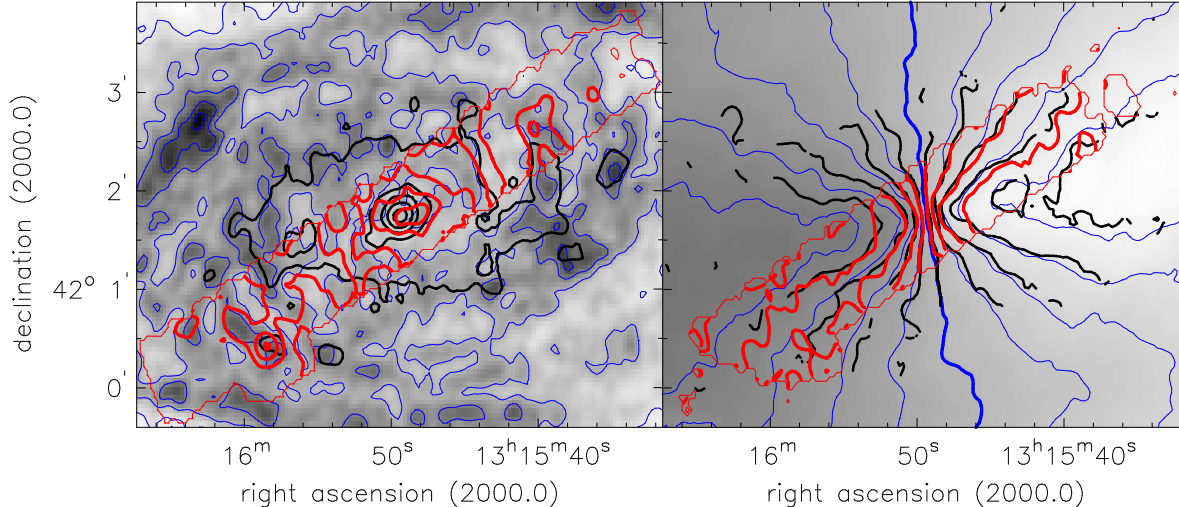 declination (2000.0)
3′
2′
42° 1′
0′
16ᵐ 50ˢ 13ʰ15ᵐ40ˢ
right ascension (2000.0)
16ᵐ 50ˢ 13ʰ15ᵐ40ˢ
right ascension (2000.0)